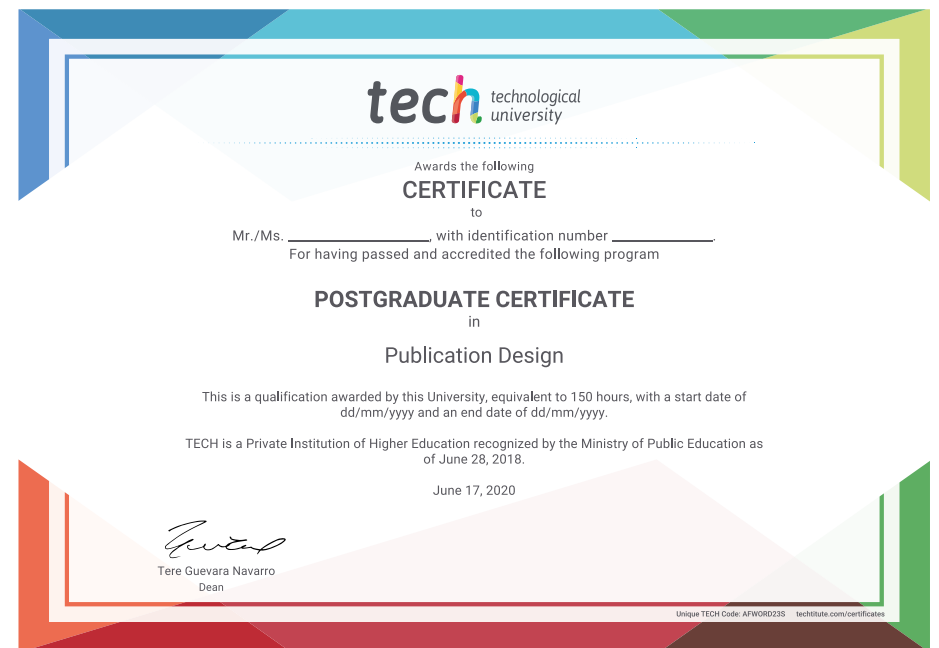 tech technological
university
Awards the following
CERTIFICATE
to
Mr./Ms. ____________________, with identification number ______________.
For having passed and accredited the following program
POSTGRADUATE CERTIFICATE
in
Publication Design
This is a qualification awarded by this University, equivalent to 150 hours, with a start date of
dd/mm/yyyy and an end date of dd/mm/yyyy.
TECH is a Private Institution of Higher Education recognized by the Ministry of Public Education as
of June 28, 2018.
June 17, 2020
Tere Guevara Navarro
Dean
Unique TECH Code: AFWORD23S techtitute.com/certificates